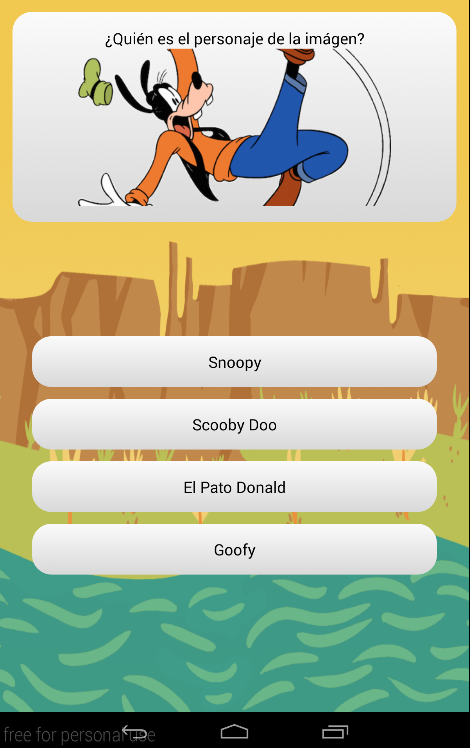 ¿Quién es el personaje de la imágen?
Snoopy
Scooby Doo
El Pato Donald
Goofy
free for personal use